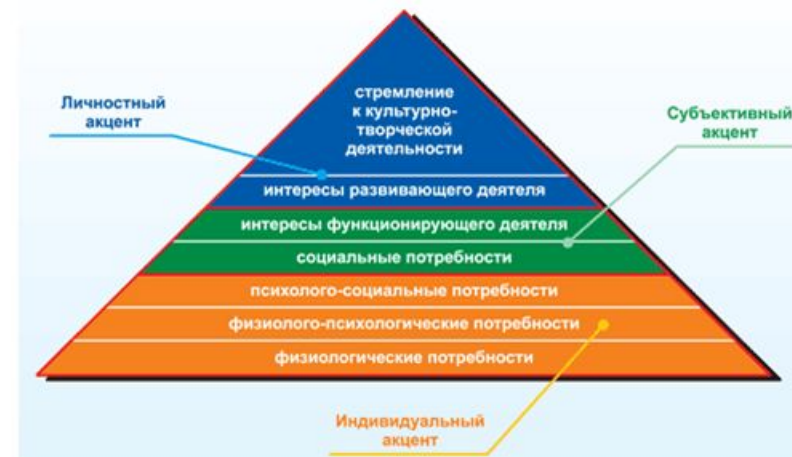 стремление
к культурно-
творческой
деятельности
Личностный
акцент
Субъективный
акцент
интересы развивающего деятеля
интересы функционирующего деятеля
социальные потребности
психолого-социальные потребности
физиолого-психологические потребности
физиологические потребности
Индивидуальный
акцент